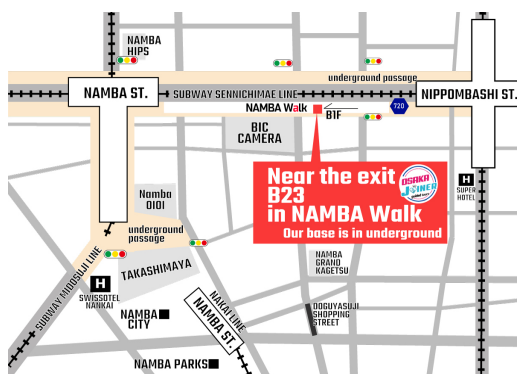 NAMBA
HIPS
underground passage
NAMBA ST.
SUBWAY SENNICHIMAE LINE
NIPPOMBASHI ST.
NAMBA Walk
B1F
720
BIC
CAMERA
Near the exit
B23
in NAMBA Walk
Our base is in underground
OSAKA
JOINER
H
SUPER
HOTEL
Namba
OIOI
underground
passage
NAMBA
GRAND
KAGETSU
TAKASHIMAYA
SUBWAY MIDOSUJI LINE
H
SWISSOTEL
NANKAI
NAMBA
CITY
NAKAI LINE
NAMBA ST.
DOGUYASUJI
SHOPPING
STREET
NAMBA PARKS